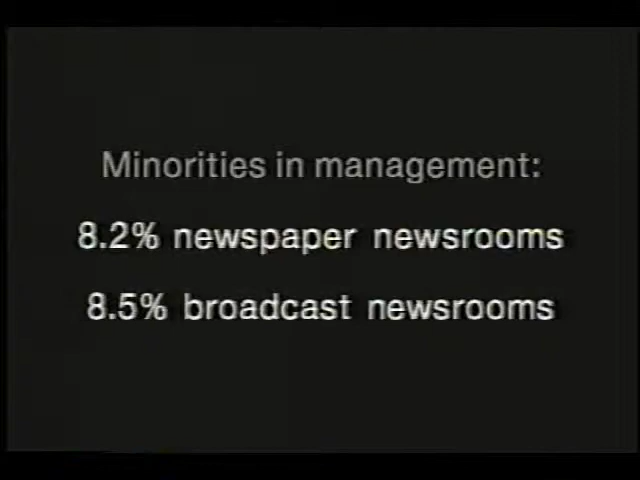 Minorities in management:
8.2% newspaper newsrooms
8.5% broadcast newsrooms